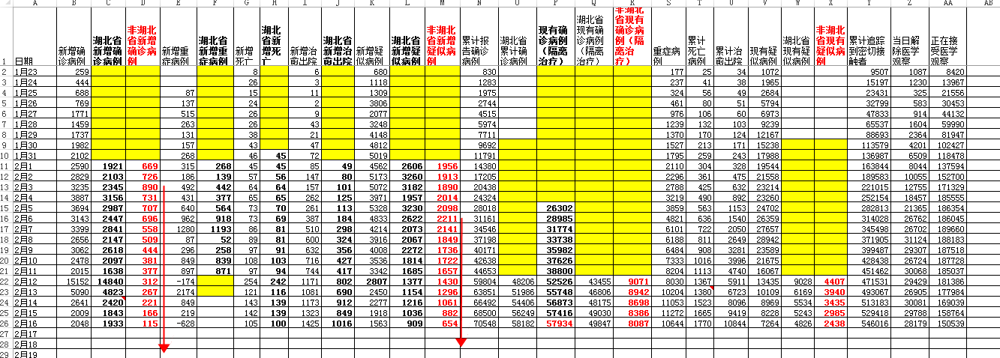 A B C D E F G H I J K L M N O P Q R S T U V W X Y Z AA AB
1 日期 新增确诊病例 湖北省新增确诊病例 非湖北省新增确诊病例 新增重症病例 湖北省新增重症病例 新增死亡 湖北省新增死亡 新增治愈出院 湖北省新增治愈出院 新增疑似病例 湖北省新增疑似病例 非湖北省新增疑似病例 累计报告确诊病例 湖北省累计确诊病例 现有确诊病例（隔离治疗） 湖北省现有确诊病例（隔离治疗） 非湖北省现有确诊病例（隔离治疗） 重症病例 累计死亡病例 累计治愈出院 现有疑似病例 湖北省现有疑似病例 非湖北现有疑似病例 累计追踪到密切接触者 当日解除医学观察 正在接受医学观察
2 1月23 259 8 6 680 830 177 25 34 1072 9507 1087 8420
3 1月24 444 26 3 1118 1283 237 41 38 1965 15197 1230 13967
4 1月25 688 87 15 11 1309 1975 324 56 49 2684 23431 325 21556
5 1月26 769 137 24 2 3806 2744 461 80 51 5794 32799 583 30453
6 1月27 1771 515 26 9 2077 4515 976 106 60 6973 47833 914 44132
7 1月28 1459 263 26 43 3248 5974 1239 132 103 9239 65537 1604 59990
8 1月29 1737 131 38 21 4148 7711 1370 170 124 12167 88693 2364 81947
9 1月30 1982 157 43 47 4812 9692 1527 213 171 15238 113579 4201 102427
10 1月31 2102 268 46 45 72 5019 11791 1795 259 243 17988 136987 6509 118478
11 2月1 2590 1921 669 315 268 45 45 85 49 4562 2606 1956 14380 2110 304 328 19544 163844 8044 137594
12 2月2 2829 2103 726 186 139 57 56 147 80 5173 3260 1913 17205 2296 361 475 21558 189583 10055 152700
13 2月3 3235 2345 890 492 442 64 64 157 101 5072 3182 1890 20438 2788 425 632 23214 221015 12755 171329
14 2月4 3887 3156 731 431 377 65 65 262 125 3971 1957 2014 24324 3219 490 892 23260 252154 18457 185555
15 2月5 3694 2987 707 640 564 73 70 261 113 5328 3230 2098 28018 26302 3859 563 1153 24702 282813 21365 186354
16 2月6 3143 2447 696 962 918 73 69 387 184 4833 2622 2211 31161 28985 4821 636 1540 26359 314028 26762 186045
17 2月7 3399 2841 558 1280 1193 86 81 510 298 4214 2073 2141 34546 31774 6101 722 2050 27657 345498 26702 189660
18 2月8 2656 2147 509 87 52 89 81 600 324 3916 2067 1849 37198 33738 6188 811 2649 28942 371905 31124 188183
19 2月9 3062 2618 444 296 258 97 91 632 356 4008 2272 1736 40171 35982 6484 908 3281 23589 399487 29307 187518
20 2月10 2478 2097 381 849 839 108 103 716 427 3536 1814 1722 42638 37626 7333 1016 3996 21675 428438 26724 187728
21 2月11 2015 1638 377 897 871 97 94 744 417 3342 1685 1657 44653 38800 8204 1113 4740 16067 451462 30068 185037
22 2月12 15152 14840 312 -174 254 242 1171 802 2807 1377 1430 59804 48206 52526 43455 9071 8030 1367 5911 13435 9028 4407 471531 29429 181386
23 2月13 5090 4823 267 2174 121 116 1081 690 2450 1154 1296 63851 51986 55748 46806 8942 10204 1380 6723 10109 6169 3940 493067 26905 177984
24 2月14 2641 2420 221 849 143 139 1373 912 2277 1216 1061 66492 54406 56873 48175 8698 11053 1523 8096 8969 5534 3435 513183 30081 169039
25 2月15 2009 1843 166 219 142 139 1323 849 1918 1036 882 68500 56249 57416 49030 8386 11272 1665 9419 8228 5243 2985 529418 29788 158764
26 2月16 2048 1933 115 -628 105 100 1425 1016 1563 909 654 70548 58182 57934 49847 8087 10644 1770 10844 7264 4826 2438 546016 28179 150539
27 2月17
28 2月18
29 2月19